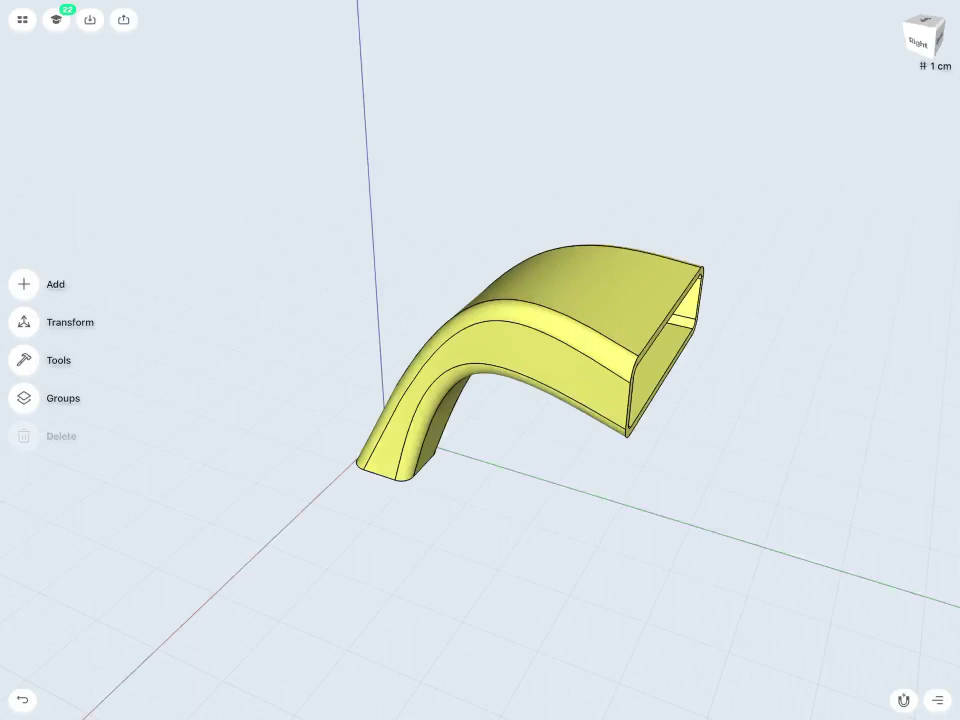 22
Right
# 1 cm
Add
Transform
Tools
Groups
Delete